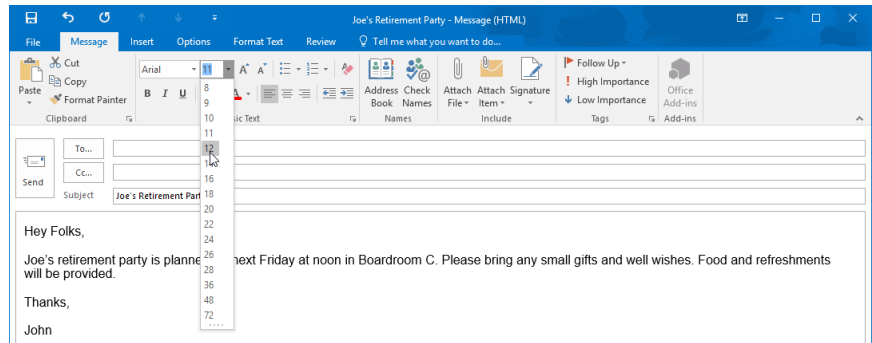 Joe's Retirement Party - Message (HTML)
File Message Insert Options Format Text Review Tell me what you want to do...
Cut
Copy
Format Painter
Paste
Clipboard
Arial 11
B I U A
Address Book
Check Names
Names
Attach File
Attach Item
Signature
Include
Follow Up
High Importance
Low Importance
Tags
Office Add-ins
Add-ins
8
9
10
11
12
16
18
20
22
24
26
28
36
48
72
Send
To...
Cc...
Subject Joe's Retirement
Hey Folks,
Joe's retirement party is next Friday at noon in Boardroom C. Please bring any small gifts and well wishes. Food and refreshments
will be provided.
Thanks,
John